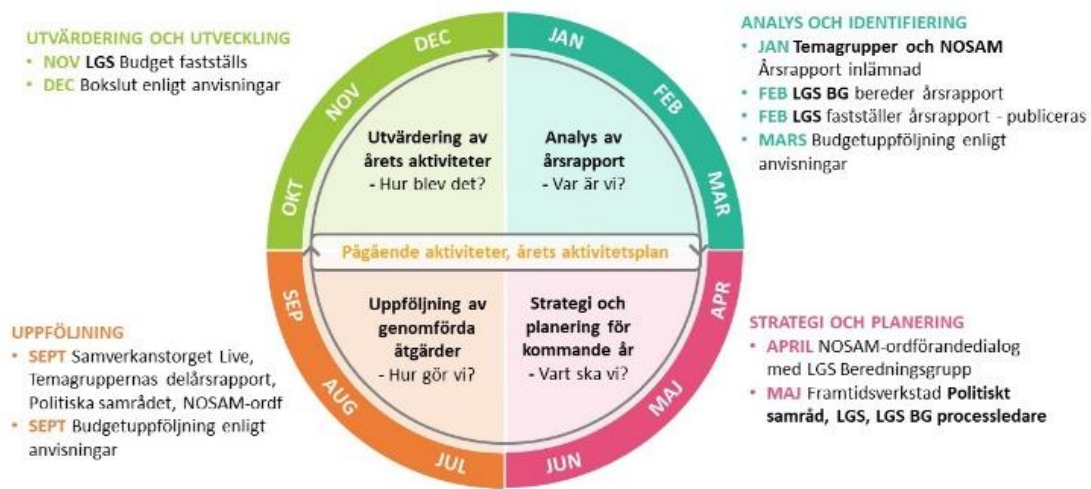 UTVÄRDERING OCH UTVECKLING
• NOV LGS Budget fastställs
• DEC Bokslut enligt anvisningar
ANALYS OCH IDENTIFIERING
• JAN Temagrupper och NOSAM
Årsrapport inlämnad
• FEB LGS BG bereder årsrapport
• FEB LGS fastställer årsrapport - publiceras
• MARS Budgetuppföljning enligt
anvisningar
JAN
FEB
MAR
APR
MAJ
JUN
JUL
AUG
SEP
OKT
NOV
DEC
Utvärdering av
årets aktiviteter
- Hur blev det?
Analys av
årsrapport
- Var är vi?
Pågående aktiviteter, årets aktivitetsplan
Uppföljning av
genomförda
åtgärder
- Hur gör vi?
Strategi och
planering för
kommande år
- Vart ska vi?
UPPFÖLJNING
• SEPT Samverkanstorget Live,
Temagruppernas delårsrapport,
Politiska samrådet, NOSAM-ordf
• SEPT Budgetuppföljning enligt
anvisningar
STRATEGI OCH PLANERING
• APRIL NOSAM-ordförandedialog
med LGS Beredningsgrupp
• MAJ Framtidsverkstad Politiskt
samråd, LGS, LGS BG processledare